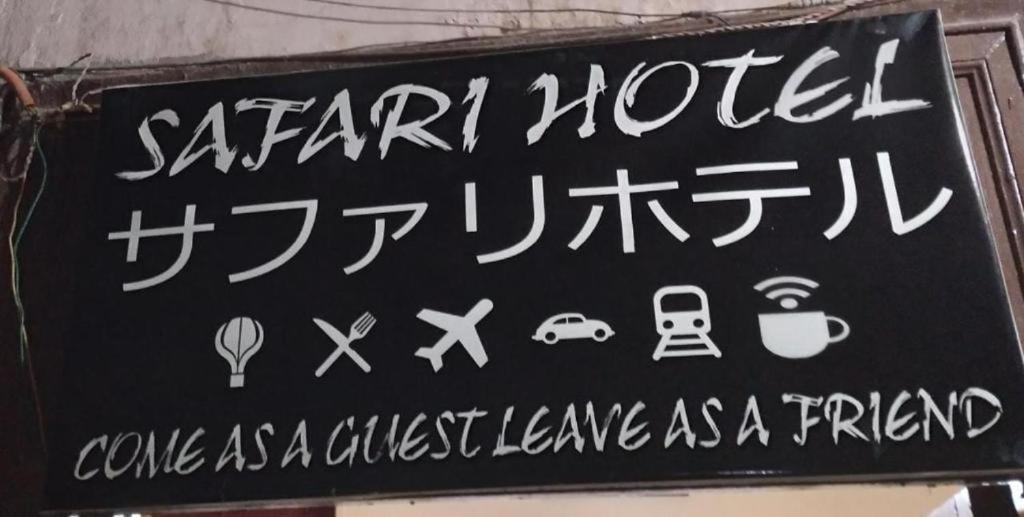 SAFARI HOTEL
サファリホテル
COME AS A GUEST LEAVE AS A FRIEND